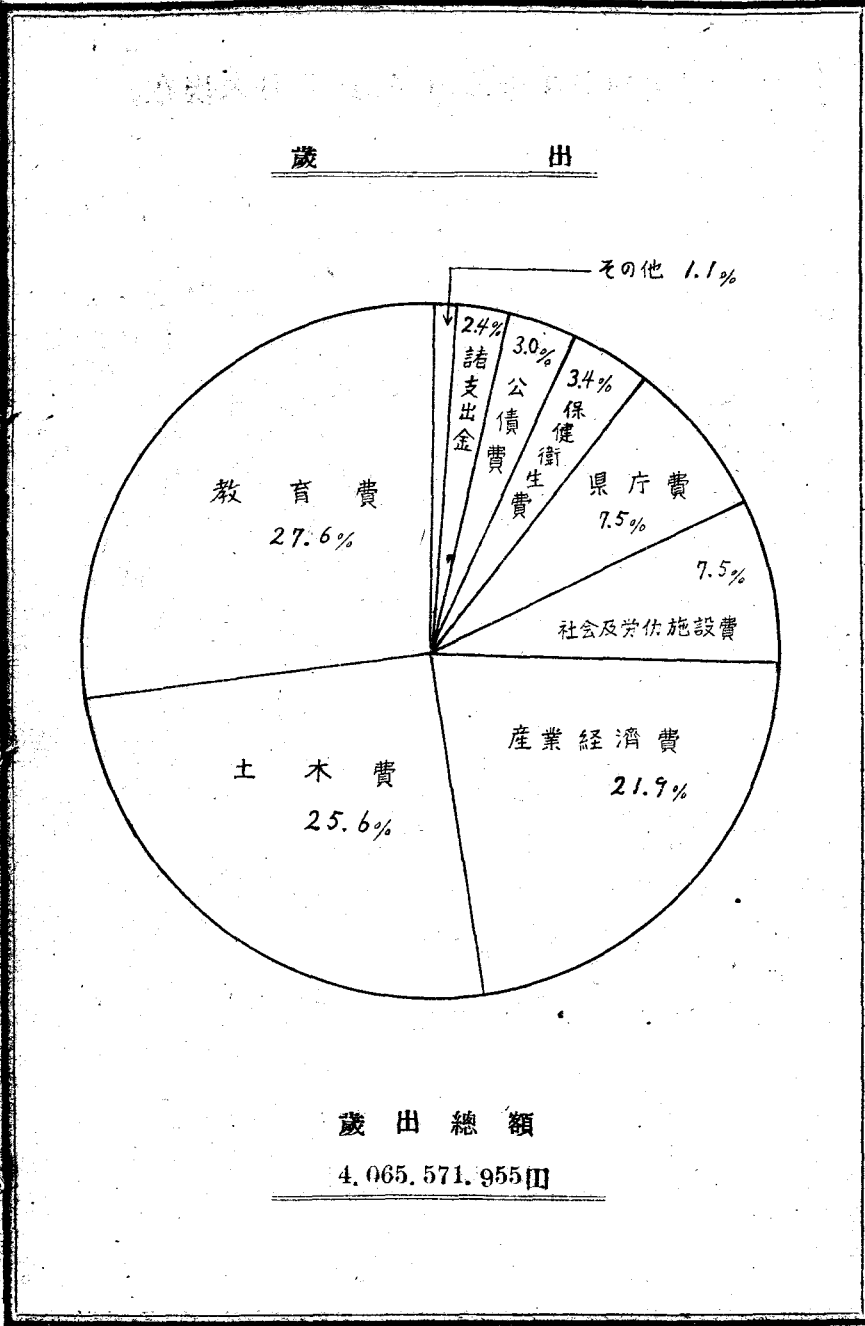 歳出
その他 1.1%
2.4%
諸支出金
3.0%
公債費
3.4%
保健衛生費
県庁費
7.5%
7.5%
社会及労仂施設費
産業経済費
21.9%
土木費
25.6%
教育費
27.6%
歳出總額
4.065.571.955円